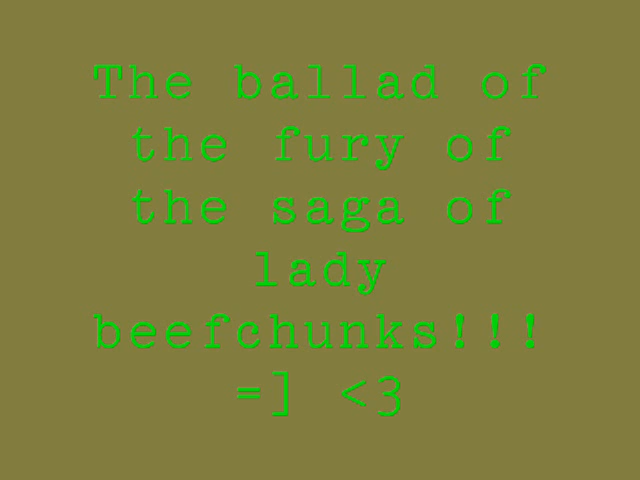 The ballad of
the fury of
the saga of
lady
beefchunks!!!
=] <3